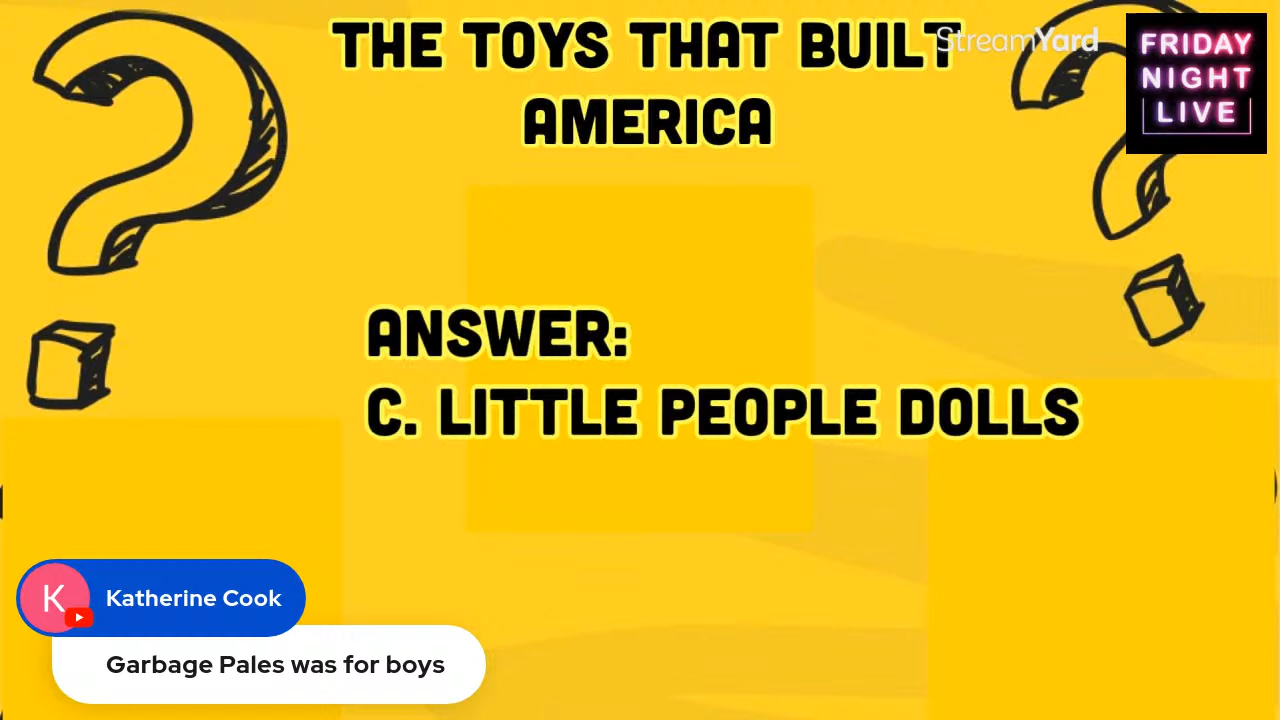 THE TOYS THAT BUILT
AMERICA
StreamYard
FRIDAY
NIGHT
LIVE
ANSWER:
C. LITTLE PEOPLE DOLLS
K
Katherine Cook
Garbage Pales was for boys